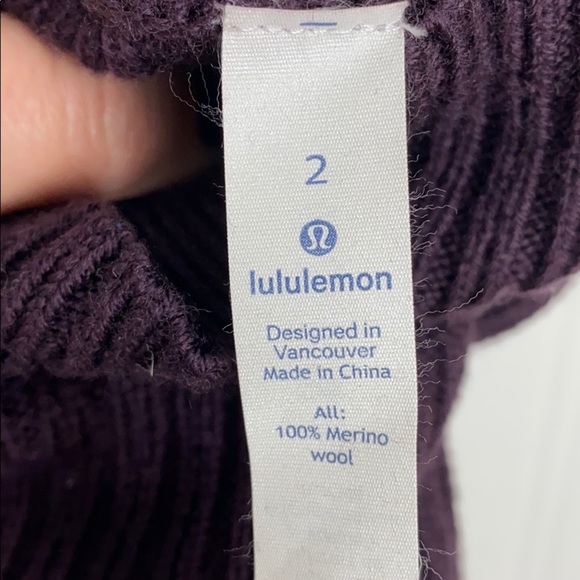 2
lululemon
Designed in
Vancouver
Made in China
All:
100% Merino
wool